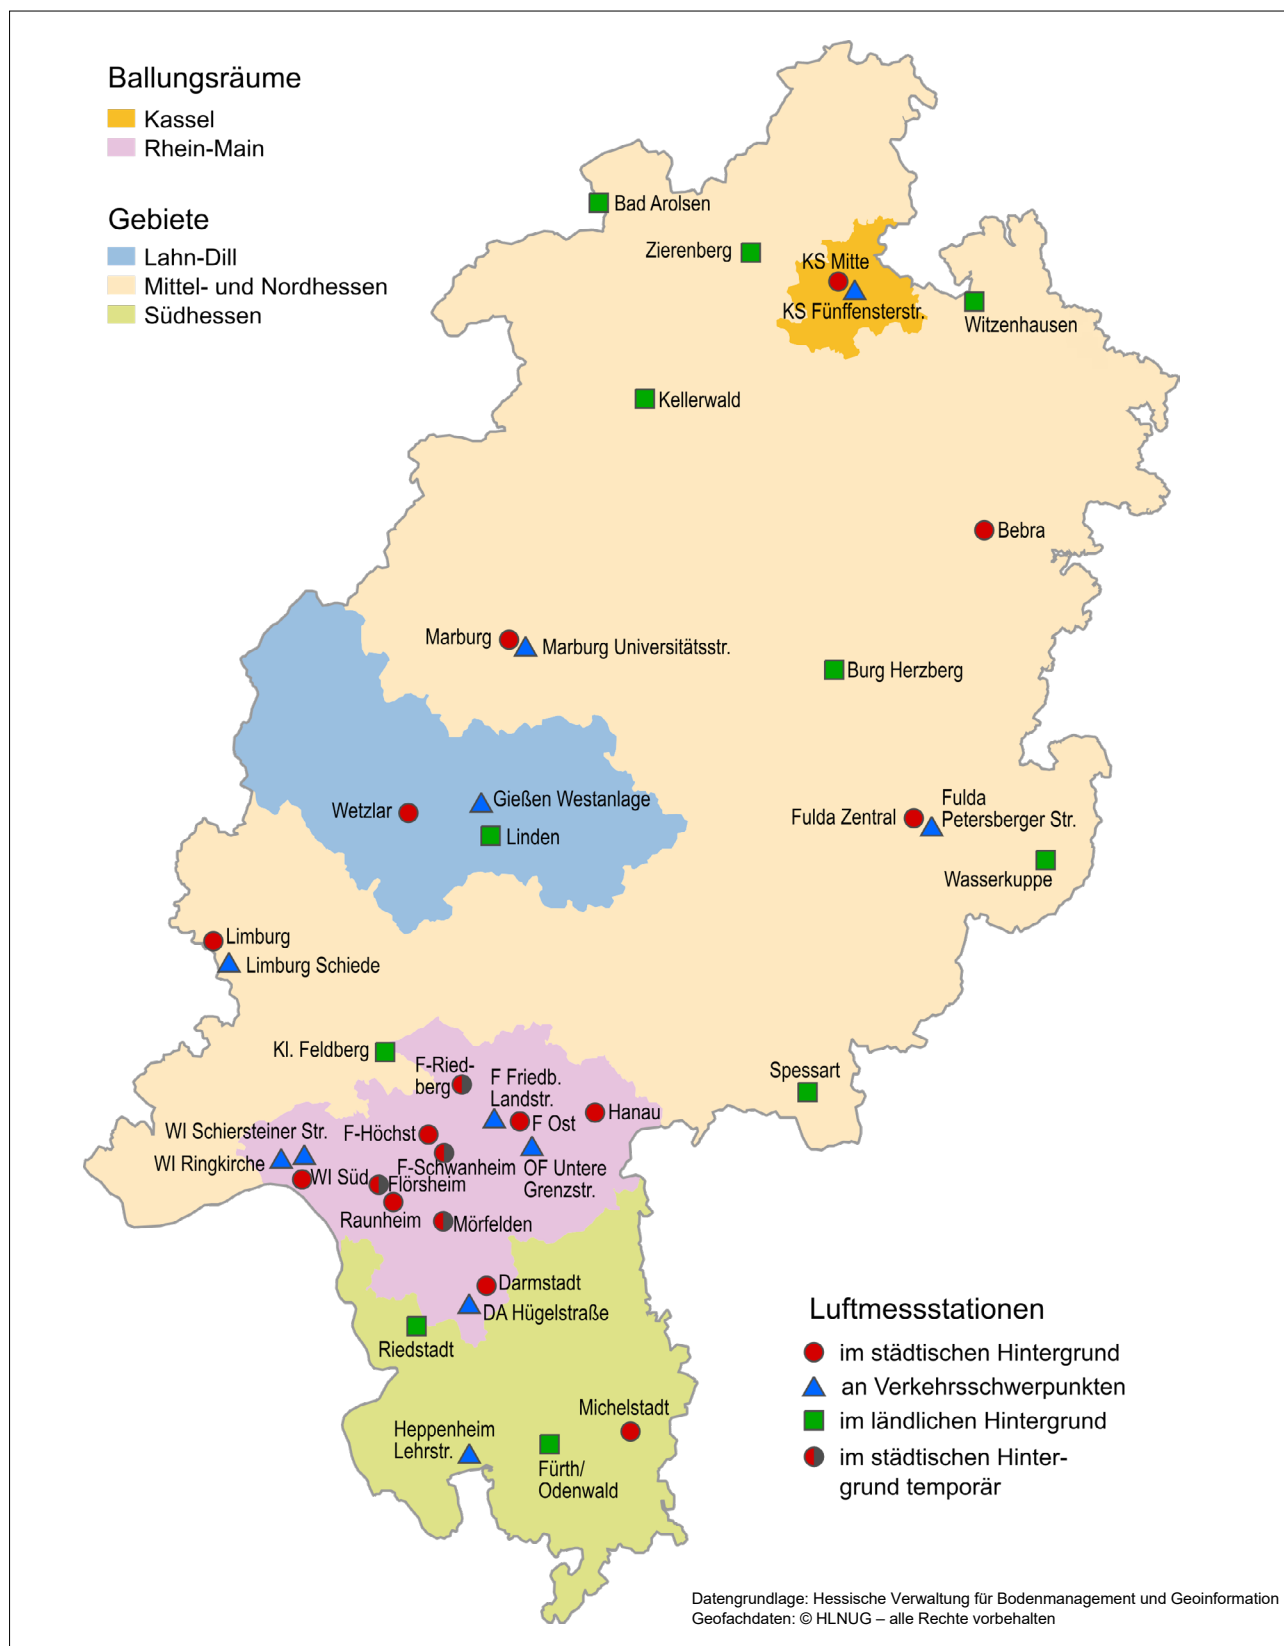 Ballungsräume
Kassel
Rhein-Main
Gebiete
Lahn-Dill
Mittel- und Nordhessen
Südhessen
Bad Arolsen
Zierenberg
KS Mitte
KS Fünffensterstr.
Witzenhausen
Kellerwald
Bebra
Marburg
Marburg Universitätsstr.
Burg Herzberg
Wetzlar
Gießen Westanlage
Linden
Fulda Zentral
Fulda
Petersberger Str.
Wasserkuppe
Limburg
Limburg Schiede
Kl. Feldberg
F-Ried-
berg
F Friedb.
Landstr.
F Ost
Hanau
Spessart
WI Schiersteiner Str.
WI Ringkirche
WI Süd
F-Höchst
F-Schwanheim
Flörsheim
OF Untere
Grenzstr.
Raunheim
Mörfelden
Darmstadt
DA Hügelstraße
Riedstadt
Michelstadt
Heppenheim
Lehrstr.
Fürth/
Odenwald
Luftmessstationen
im städtischen Hintergrund
an Verkehrsschwerpunkten
im ländlichen Hintergrund
im städtischen Hinter-
grund temporär
Datengrundlage: Hessische Verwaltung für Bodenmanagement und Geoinformation
Geofachdaten: © HLNUG – alle Rechte vorbehalten